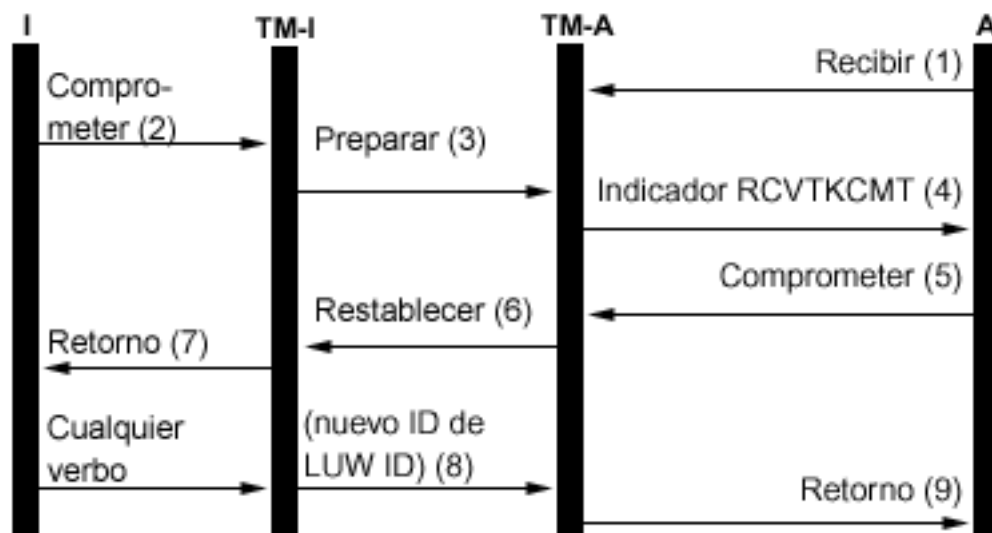 I
TM-I
TM-A
A
Recibir (1)
Compro-
meter (2)
Preparar (3)
Indicador RCVTKCMT (4)
Comprometer (5)
Restablecer (6)
Retorno (7)
Cualquier
verbo
(nuevo ID de
LUW ID) (8)
Retorno (9)